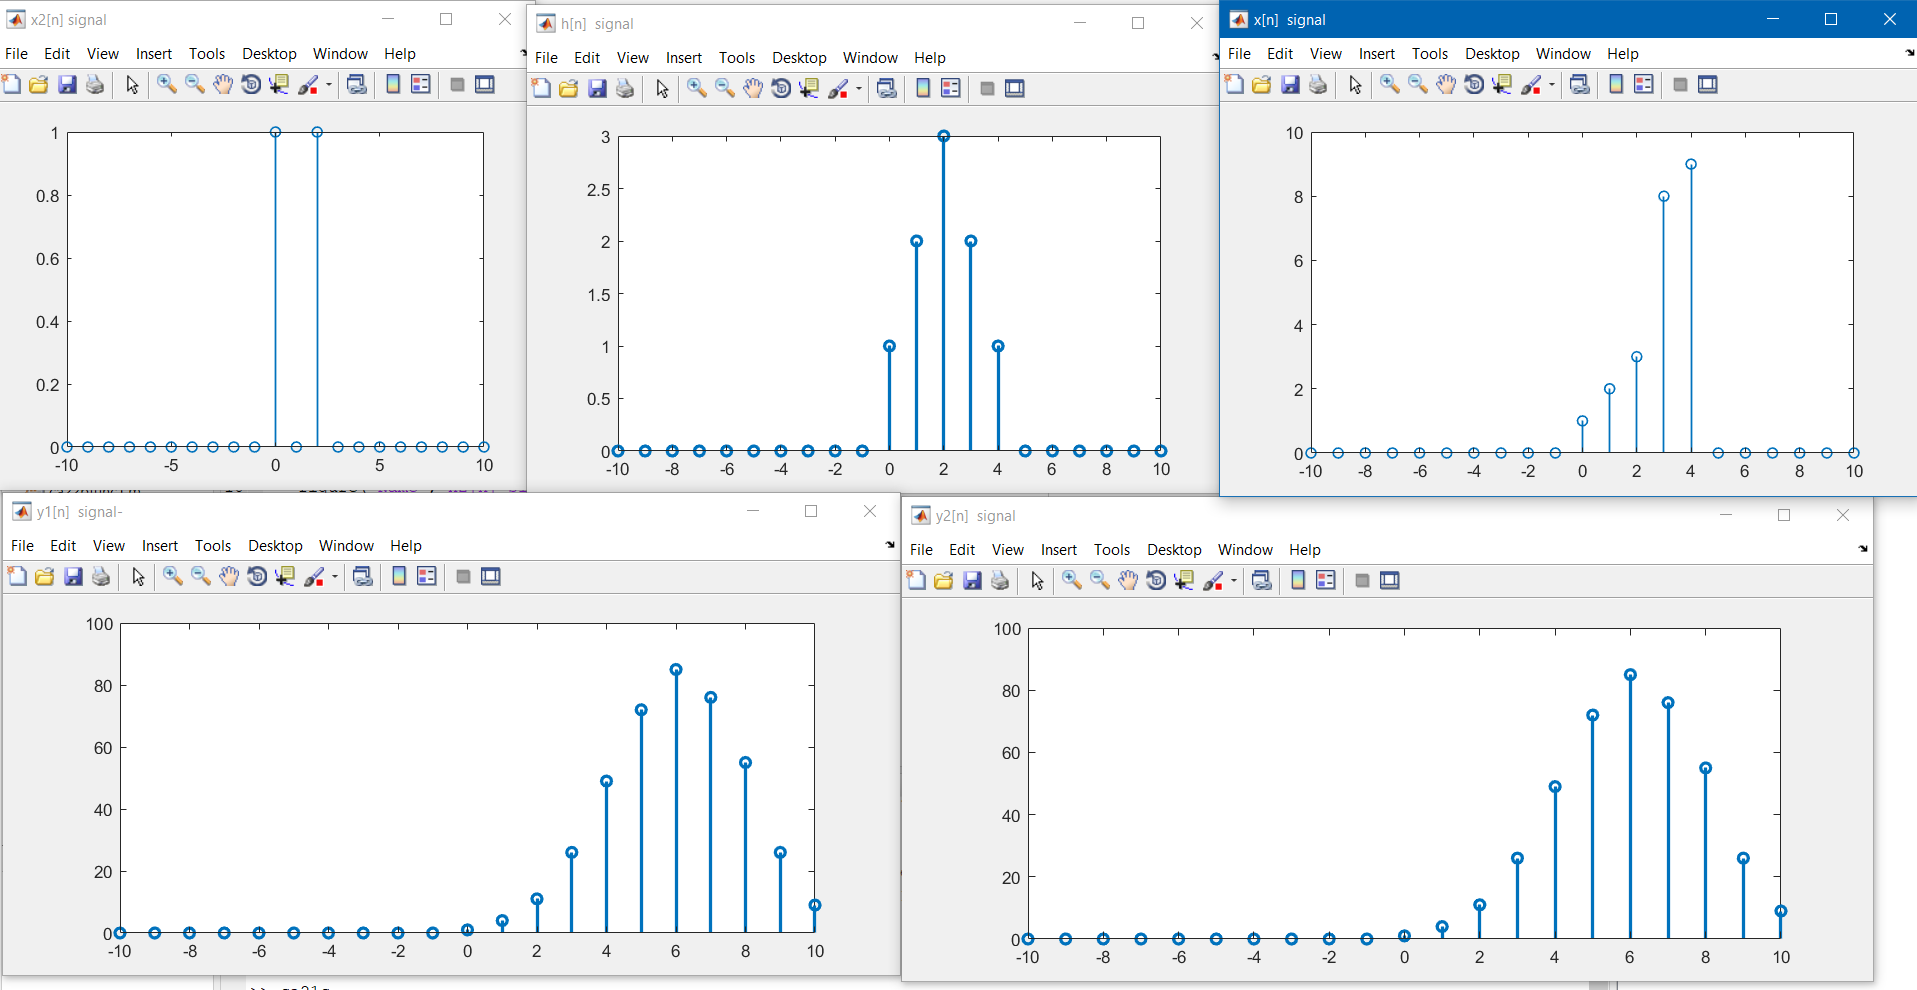 x2[n] signal
File Edit View Insert Tools Desktop Window Help
1
0.8
0.6
0.4
0.2
0
-10 -5 0 5 10
h[n] signal
File Edit View Insert Tools Desktop Window Help
3
2.5
2
1.5
1
0.5
0
-10 -8 -6 -4 -2 0 2 4 6 8 10
x[n] signal
File Edit View Insert Tools Desktop Window Help
10
8
6
4
2
0
-10 -8 -6 -4 -2 0 2 4 6 8 10
y1[n] signal-
File Edit View Insert Tools Desktop Window Help
100
80
60
40
20
0
-10 -8 -6 -4 -2 0 2 4 6 8 10
y2[n] signal
File Edit View Insert Tools Desktop Window Help
100
80
60
40
20
0
-10 -8 -6 -4 -2 0 2 4 6 8 10